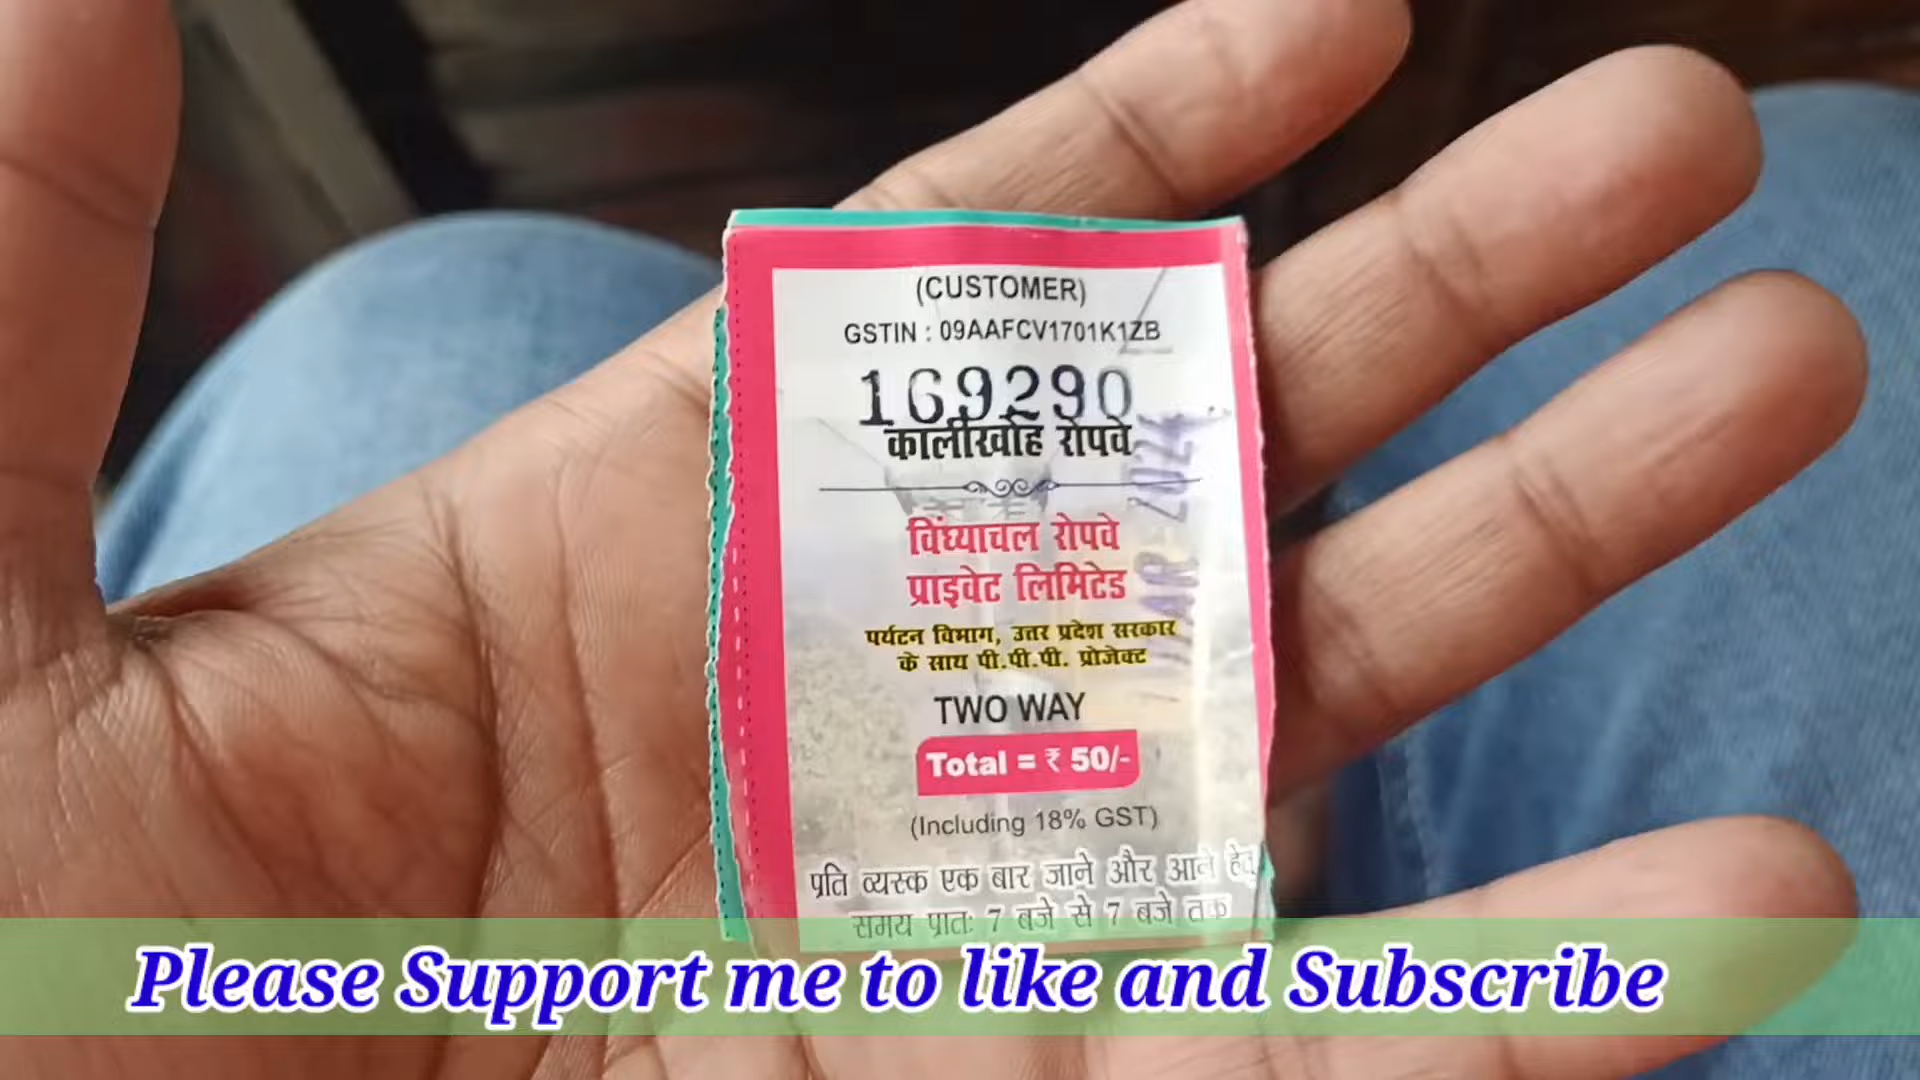 (CUSTOMER)
GSTIN : 09AAFCV1701K1ZB
169290
कालीखोह रोपवे
विंध्याचल रोपवे
प्राइवेट लिमिटेड
पर्यटन विभाग, उत्तर प्रदेश सरकार
के साथ पी.पी.पी. प्रोजेक्ट
TWO WAY
Total = ₹ 50/-
(Including 18% GST)
प्रति व्यस्क एक बार जाने और आने हेतु
समय प्रातः 7 बजे से 7 बजे तक
MAR 2024
Please Support me to like and Subscribe